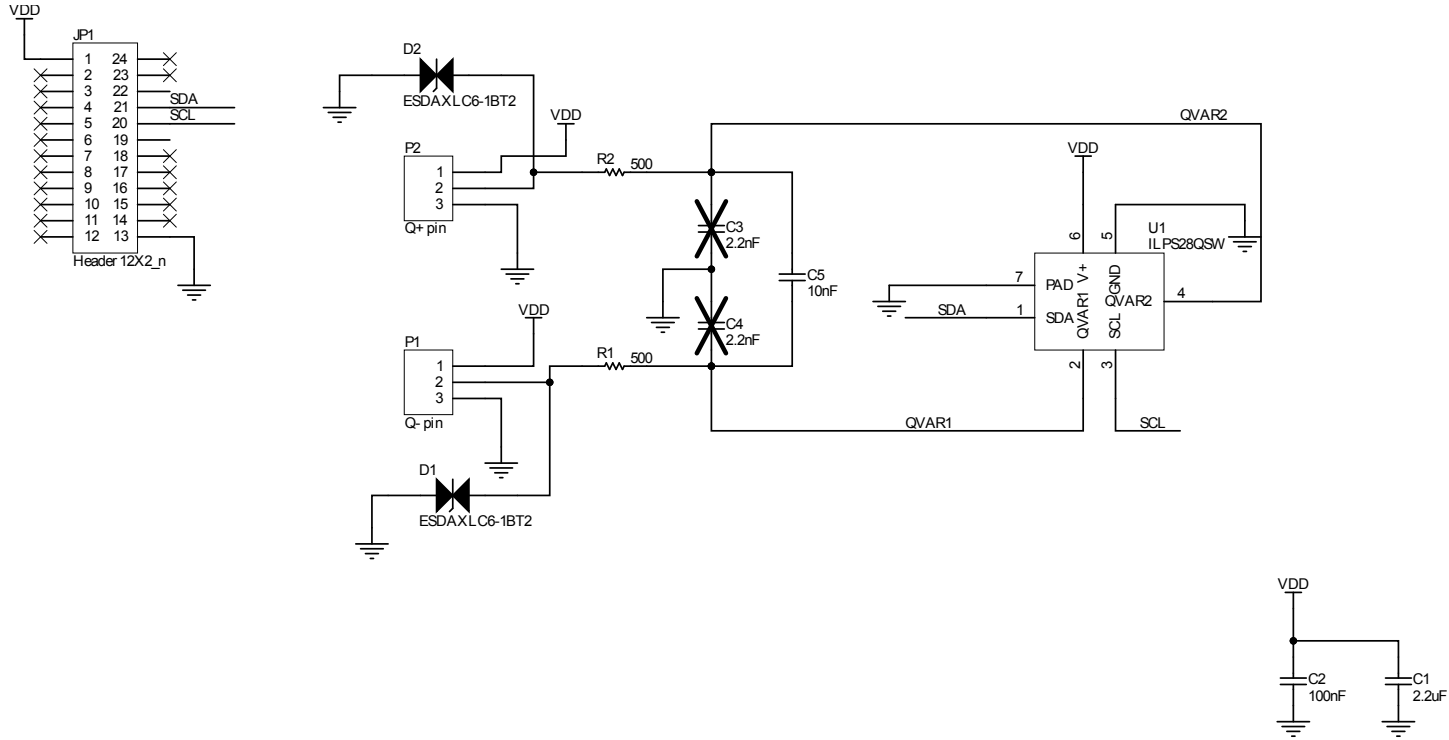 VDD
JP1
1 24
2 23
3 22
4 21 SDA
5 20 SCL
6 19
7 18
8 17
9 16
10 15
11 14
12 13
Header 12X2_n
D2
ESDAXLC6-1BT2
VDD
P2
1
2
3
Q+ pin
R2 500
C3
2.2nF
C5
10nF
C4
2.2nF
VDD
P1
1
2
3
Q- pin
R1 500
D1
ESDAXLC6-1BT2
QVAR2
VDD
6
5
U1
ILPS28QSW
7 PAD
V+
GND
QVAR2 4
SDA 1 SDA
QVAR1
SCL
2
3
QVAR1
SCL
VDD
C2
100nF
C1
2.2uF